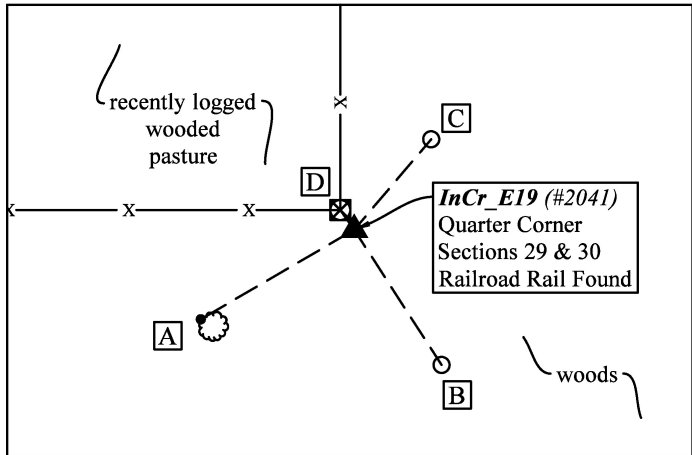 recently logged
wooded
pasture
x
C
D
x
x
x
InCr_E19 (#2041)
Quarter Corner
Sections 29 & 30
Railroad Rail Found
A
B
woods